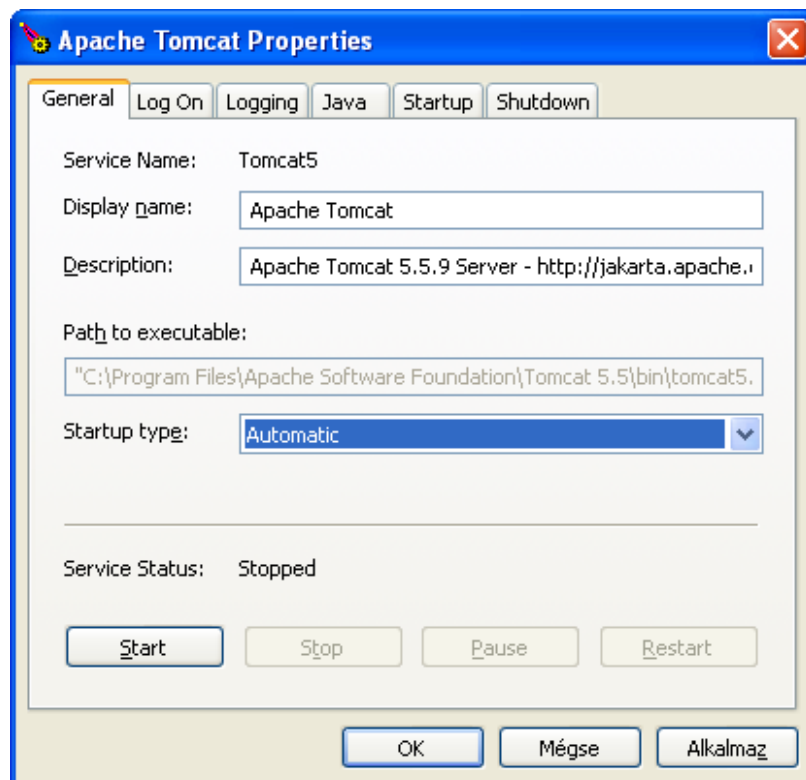 Apache Tomcat Properties
General Log On Logging Java Startup Shutdown
Service Name: Tomcat5
Display name: Apache Tomcat
Description: Apache Tomcat 5.5.9 Server - http://jakarta.apache.
Path to executable:
"C:\Program Files\Apache Software Foundation\Tomcat 5.5\bin\tomcat5.
Startup type: Automatic
Service Status: Stopped
Start Stop Pause Restart
OK Mégse Alkalmaz